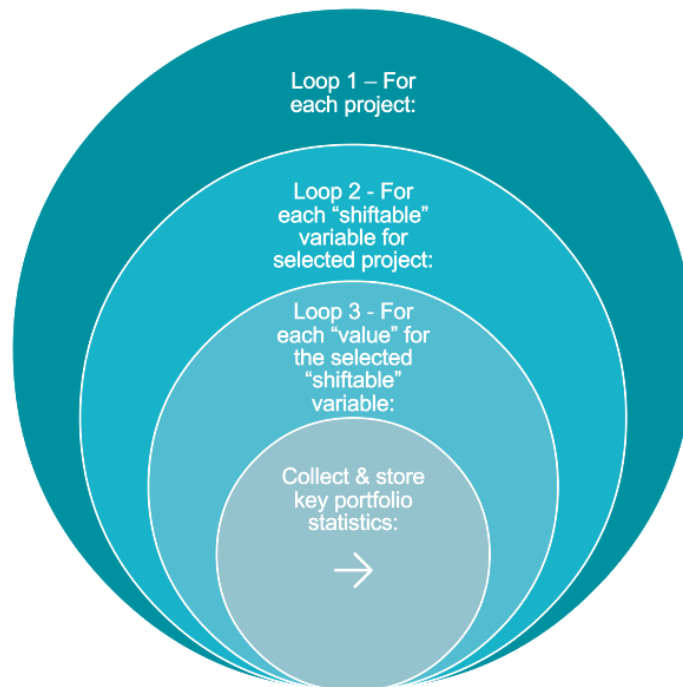 Loop 1 – For
each project:
Loop 2 - For
each “shiftable”
variable for
selected project:
Loop 3 - For
each “value” for
the selected
“shiftable”
variable:
Collect & store
key portfolio
statistics: